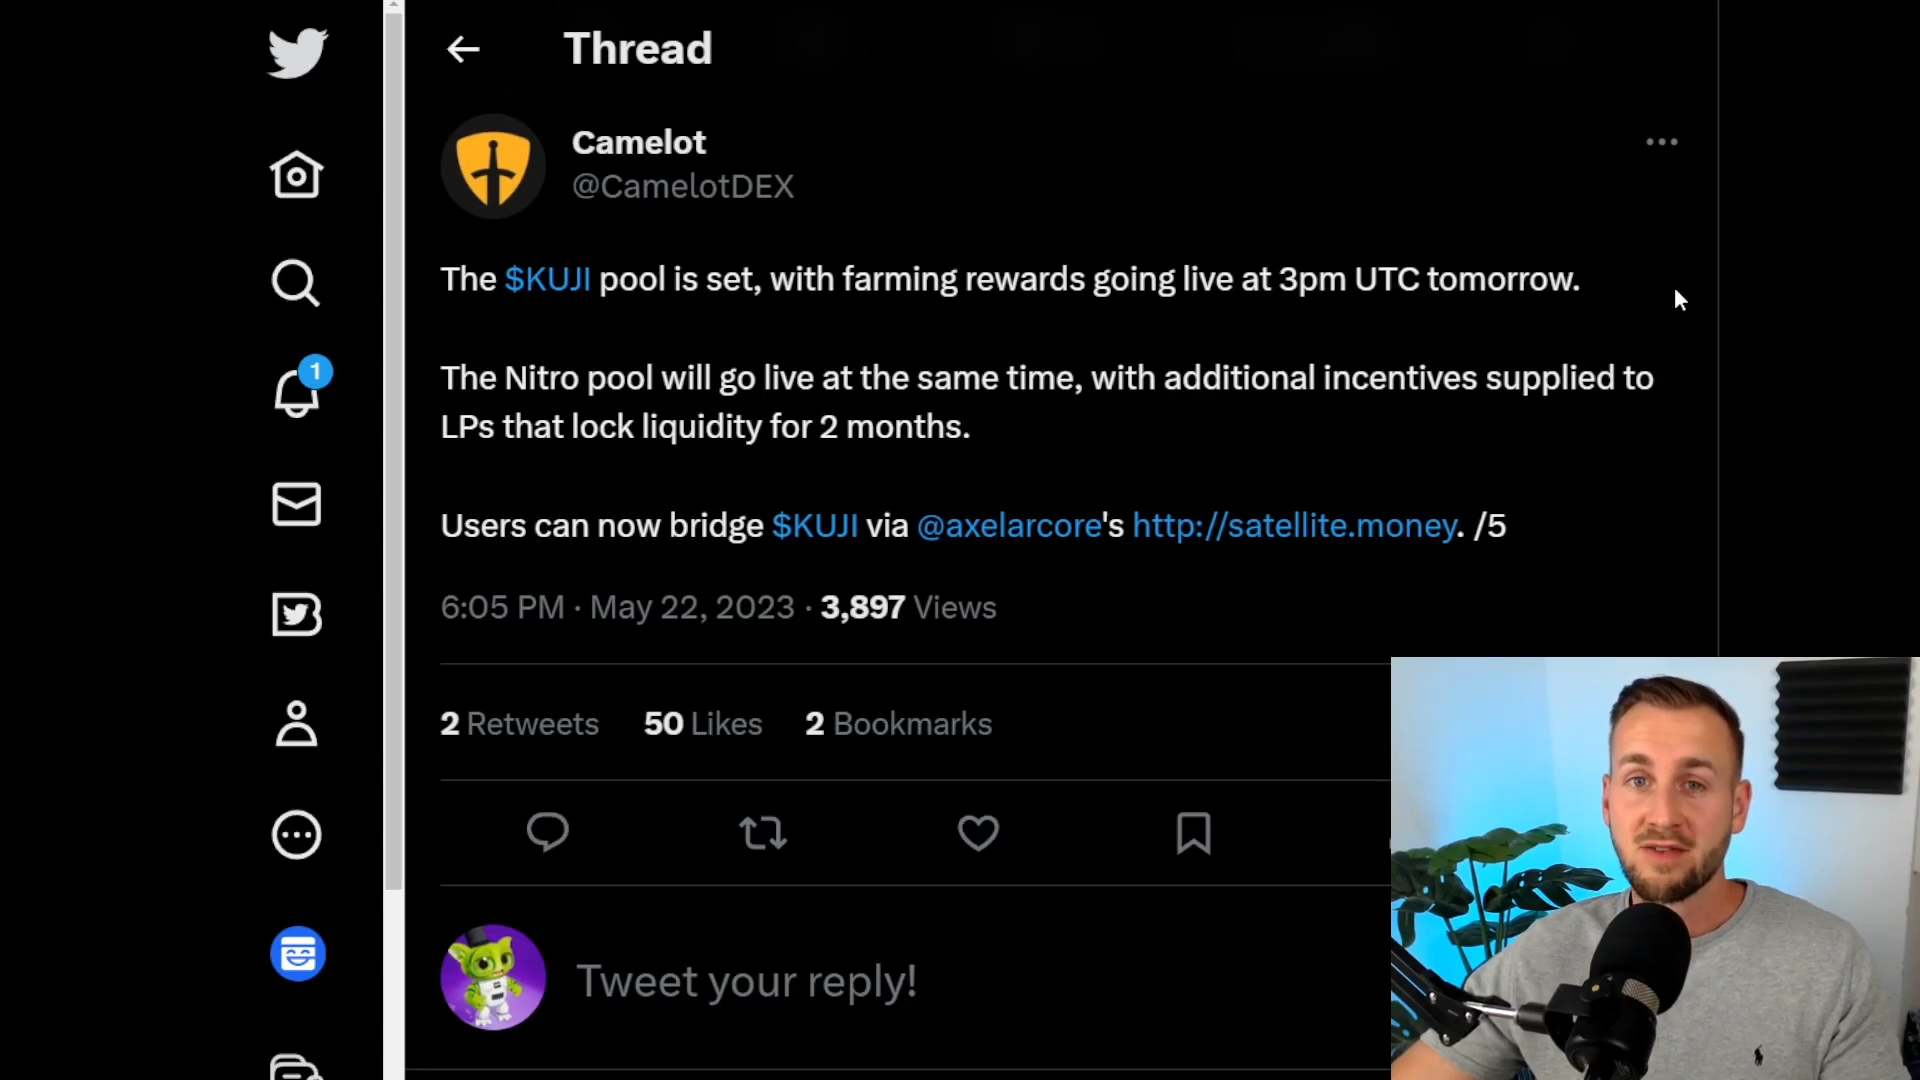 Thread
Camelot
@CamelotDEX
The $KUJI pool is set, with farming rewards going live at 3pm UTC tomorrow.
The Nitro pool will go live at the same time, with additional incentives supplied to
LPs that lock liquidity for 2 months.
Users can now bridge $KUJI via @axelarcore's http://satellite.money. /5
1
6:05 PM · May 22, 2023 · 3,897 Views
2 Retweets 50 Likes 2 Bookmarks
Tweet your reply!